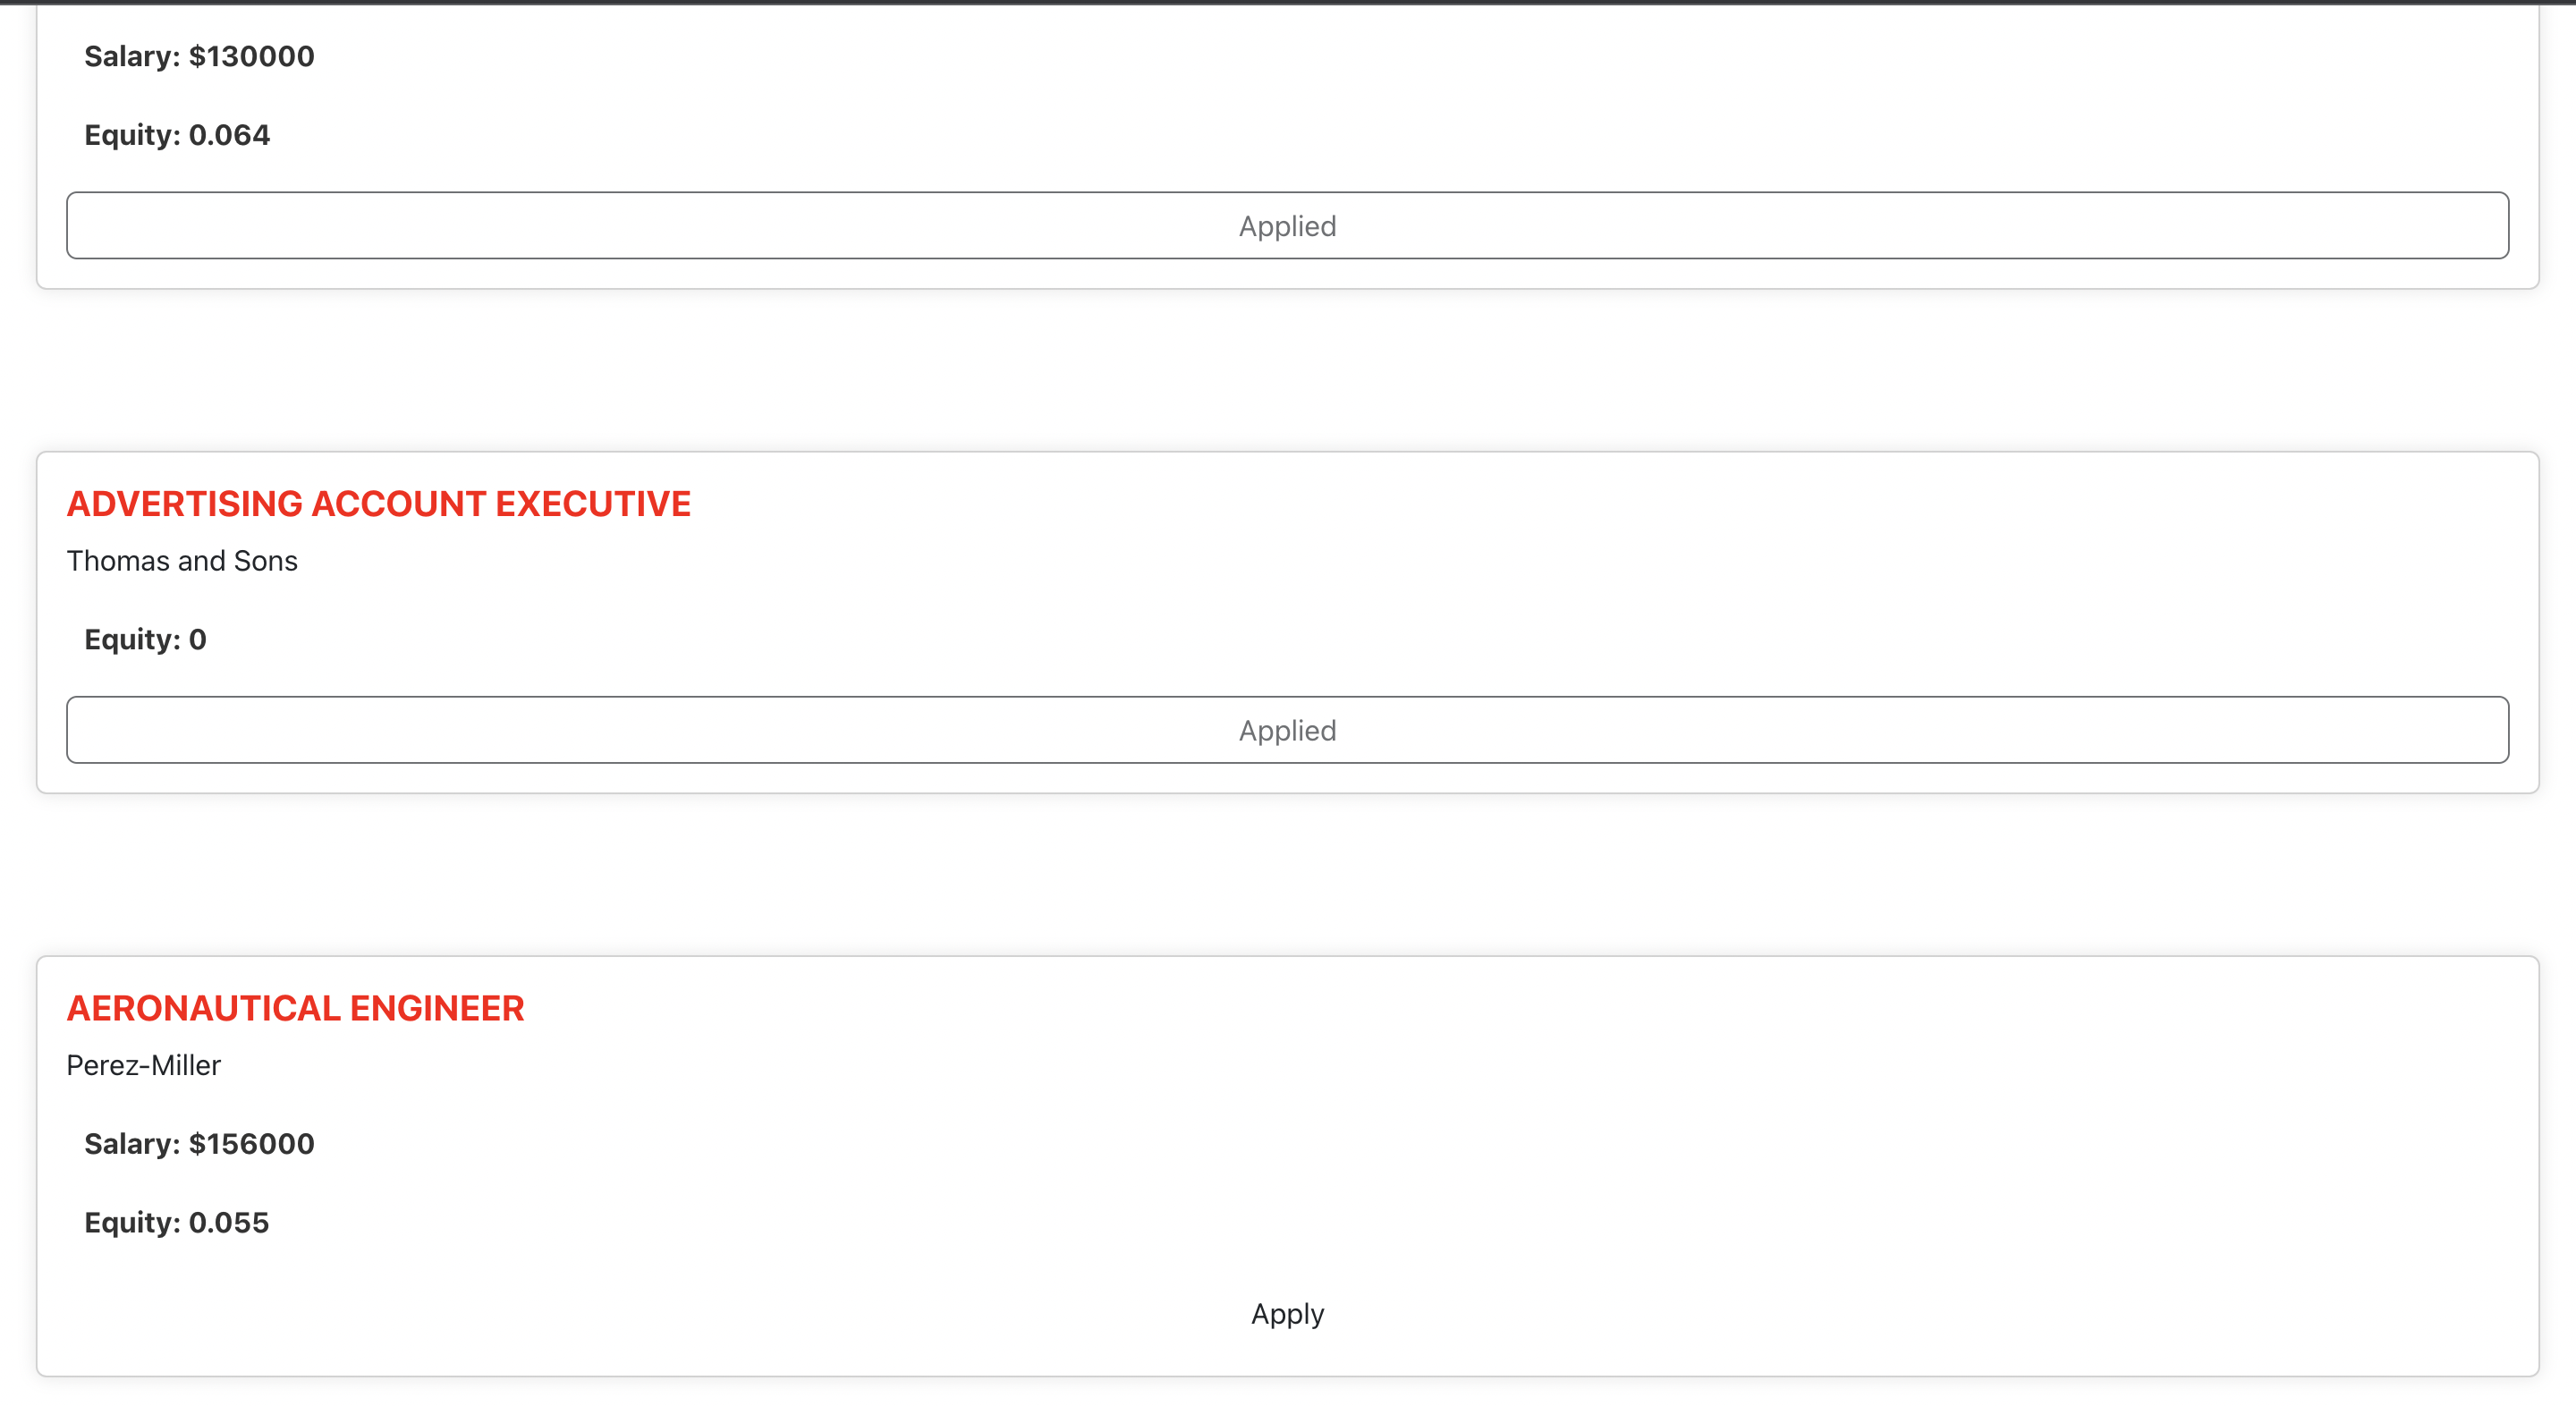 Salary: $130000
Equity: 0.064
Applied
ADVERTISING ACCOUNT EXECUTIVE
Thomas and Sons
Equity: 0
Applied
AERONAUTICAL ENGINEER
Perez-Miller
Salary: $156000
Equity: 0.055
Apply